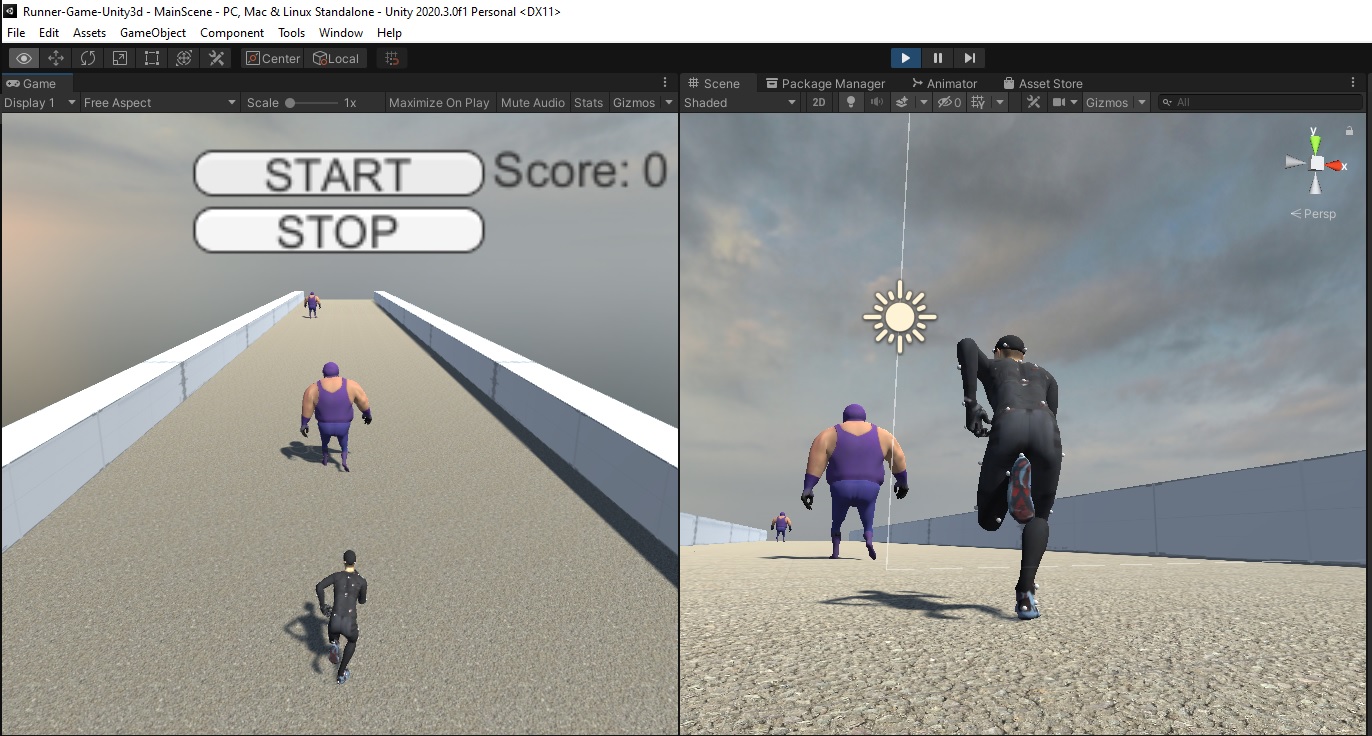 Runner-Game-Unity3d - MainScene - PC, Mac & Linux Standalone - Unity 2020.3.0f1 Personal <DX11>
File Edit Assets GameObject Component Tools Window Help
Center Local
Game
Display 1 Free Aspect Scale 1x Maximize On Play Mute Audio Stats Gizmos
START Score: 0
STOP
Scene Package Manager Animator Asset Store
Shaded 2D 0 Gizmos All
y
x
Persp